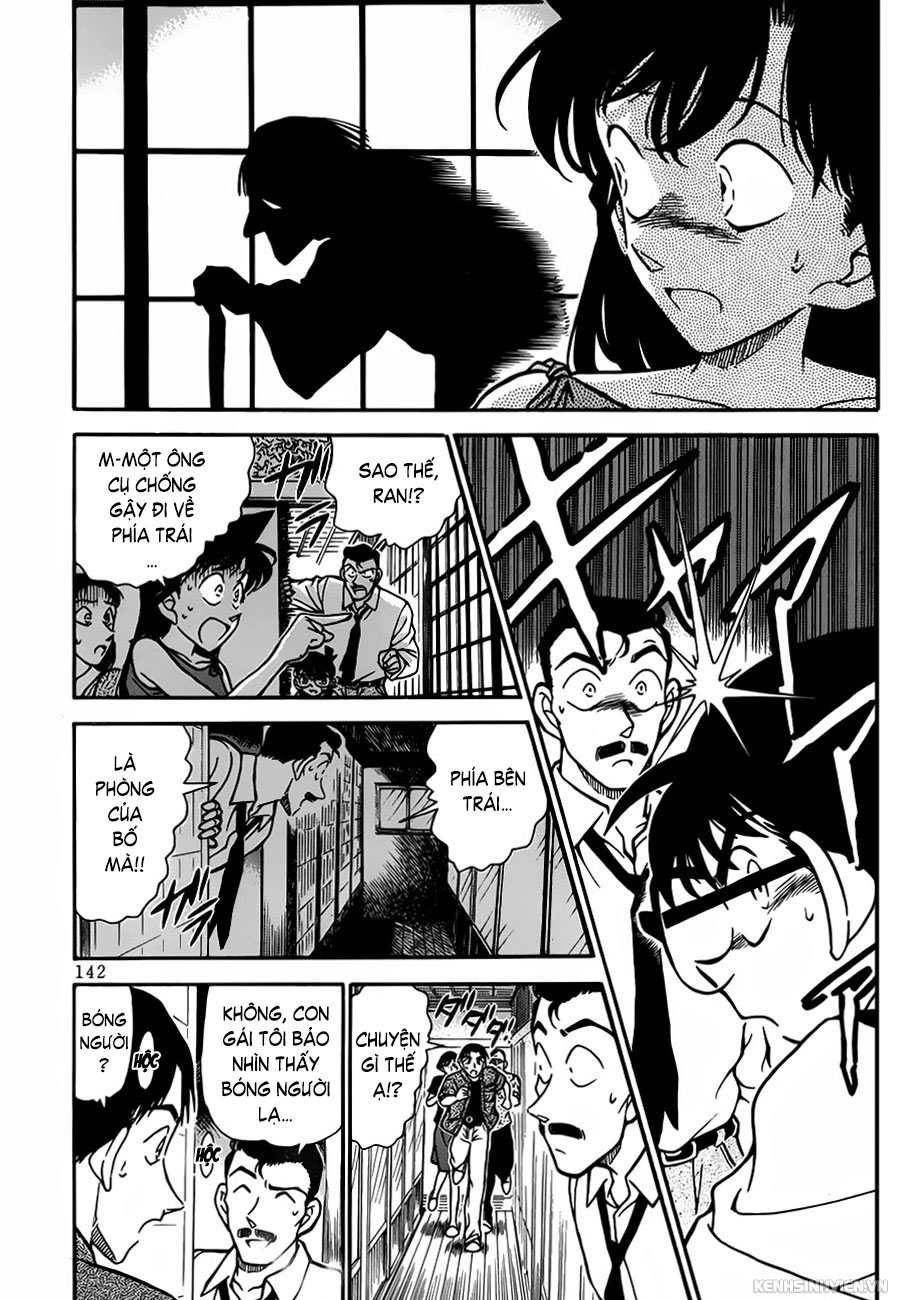 SAO THẾ,
RAN!?
M-MỘT ÔNG
CỤ CHỐNG
GẬY ĐI VỀ
PHÍA TRÁI
...
PHÍA BÊN
TRÁI...
LÀ
PHÒNG
CỦA
BỐ
MÀ!!
142
CHUYỆN
GÌ THẾ
Ạ!?
KHÔNG, CON
GÁI TÔI BẢO
NHÌN THẤY
BÓNG NGƯỜI
LẠ...
HỘC
BÓNG
NGƯỜI
?
HỘC
KENHSINHVIEN.VN